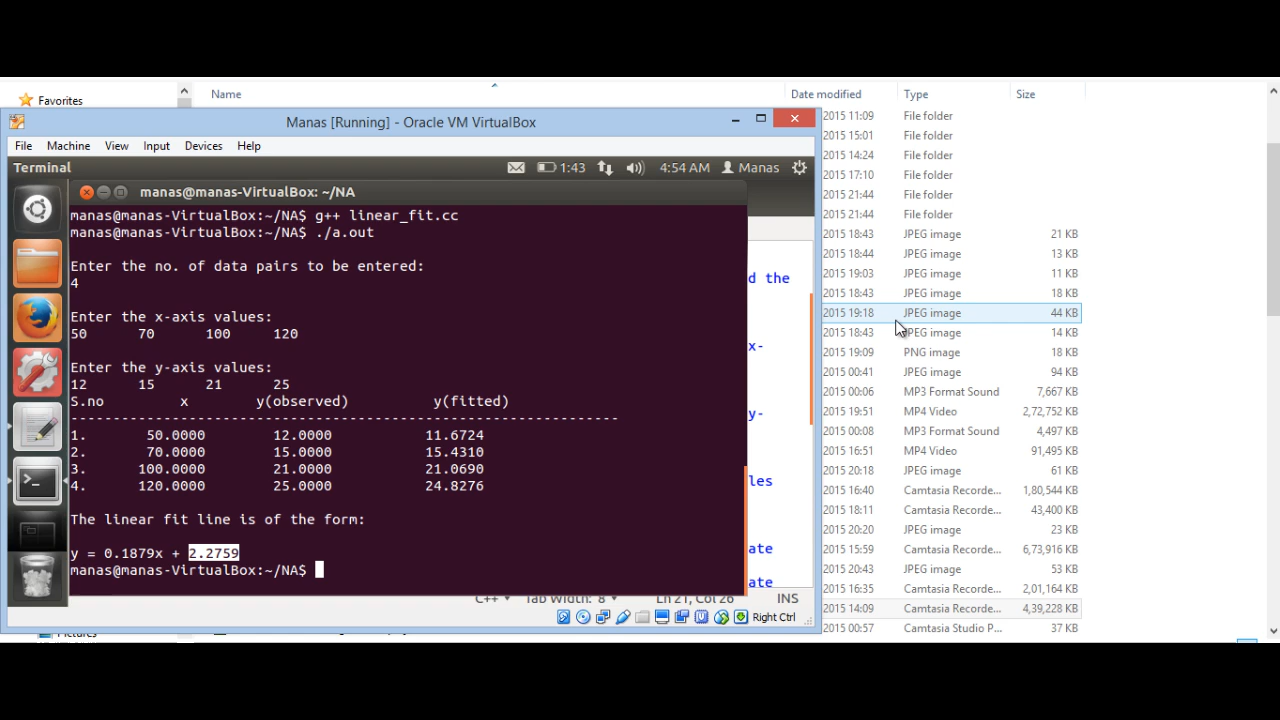 Favorites
Name Date modified Type Size
Manas [Running] - Oracle VM VirtualBox
File Machine View Input Devices Help
Terminal 1:43 4:54 AM Manas
manas@manas-VirtualBox: ~/NA
manas@manas-VirtualBox:~/NA$ g++ linear_fit.cc
manas@manas-VirtualBox:~/NA$ ./a.out
Enter the no. of data pairs to be entered:
4
Enter the x-axis values:
50 70 100 120
Enter the y-axis values:
12 15 21 25
S.no x y(observed) y(fitted)
-----------------------------------------------------------------
1. 50.0000 12.0000 11.6724
2. 70.0000 15.0000 15.4310
3. 100.0000 21.0000 21.0690
4. 120.0000 25.0000 24.8276
The linear fit line is of the form:
y = 0.1879x + 2.2759
manas@manas-VirtualBox:~/NA$
d the
x-
y-
les
ate
ate
C++ Tab Width: 8 Ln 21, Col 26 INS
Right Ctrl
Pictures
2015 11:09 File folder
2015 15:01 File folder
2015 14:24 File folder
2015 17:10 File folder
2015 21:44 File folder
2015 21:44 File folder
2015 18:43 JPEG image 21 KB
2015 18:44 JPEG image 13 KB
2015 19:03 JPEG image 11 KB
2015 18:43 JPEG image 18 KB
2015 19:18 JPEG image 44 KB
2015 18:43 JPEG image 14 KB
2015 19:09 PNG image 18 KB
2015 00:41 JPEG image 94 KB
2015 00:06 MP3 Format Sound 7,667 KB
2015 19:51 MP4 Video 2,72,752 KB
2015 00:08 MP3 Format Sound 4,497 KB
2015 16:51 MP4 Video 91,495 KB
2015 20:18 JPEG image 61 KB
2015 16:40 Camtasia Recorde... 1,80,544 KB
2015 18:11 Camtasia Recorde... 43,400 KB
2015 20:20 JPEG image 23 KB
2015 15:59 Camtasia Recorde... 6,73,916 KB
2015 20:43 JPEG image 53 KB
2015 16:35 Camtasia Recorde... 2,01,164 KB
2015 14:09 Camtasia Recorde... 4,39,228 KB
2015 00:57 Camtasia Studio P... 37 KB